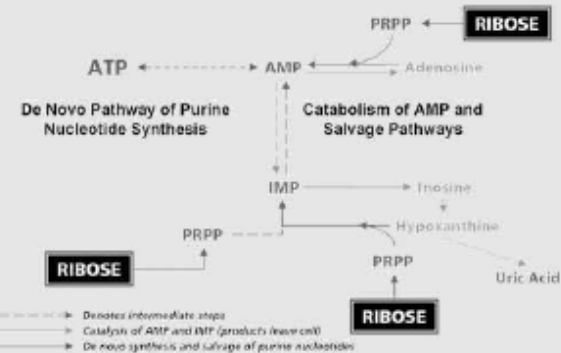 PRPP
RIBOSE
ATP
AMP
Adenosine
De Novo Pathway of Purine
Nucleotide Synthesis
Catabolism of AMP and
Salvage Pathways
IMP
Inosine
Hypoxanthine
PRPP
RIBOSE
PRPP
Uric Acid
RIBOSE
Denotes intermediate steps
Catalysis of AMP and IMP (products leave cell)
De novo synthesis and salvage of purine nucleotides